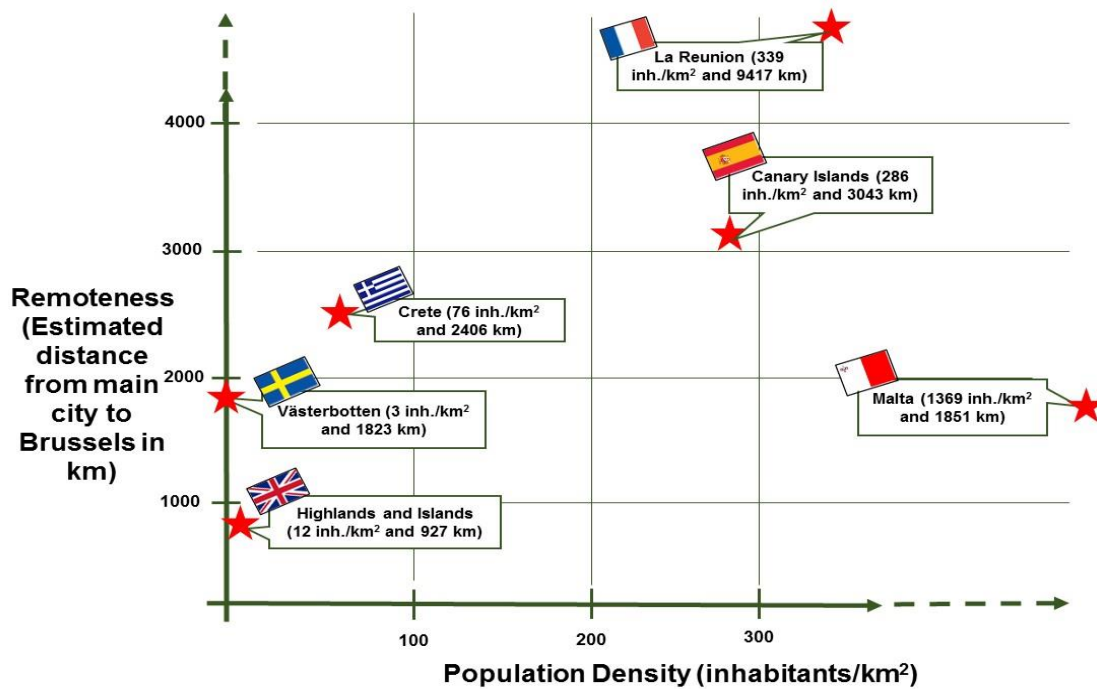 La Reunion (339
inh./km² and 9417 km)
4000
Canary Islands (286
inh./km² and 3043 km)
3000
Remoteness
(Estimated
distance
from main
city to
Brussels in
km)
Crete (76 inh./km²
and 2406 km)
2000
Västerbotten (3 inh./km²
and 1823 km)
Malta (1369 inh./km²
and 1851 km)
1000
Highlands and Islands
(12 inh./km² and 927 km)
100
200
300
Population Density (inhabitants/km²)